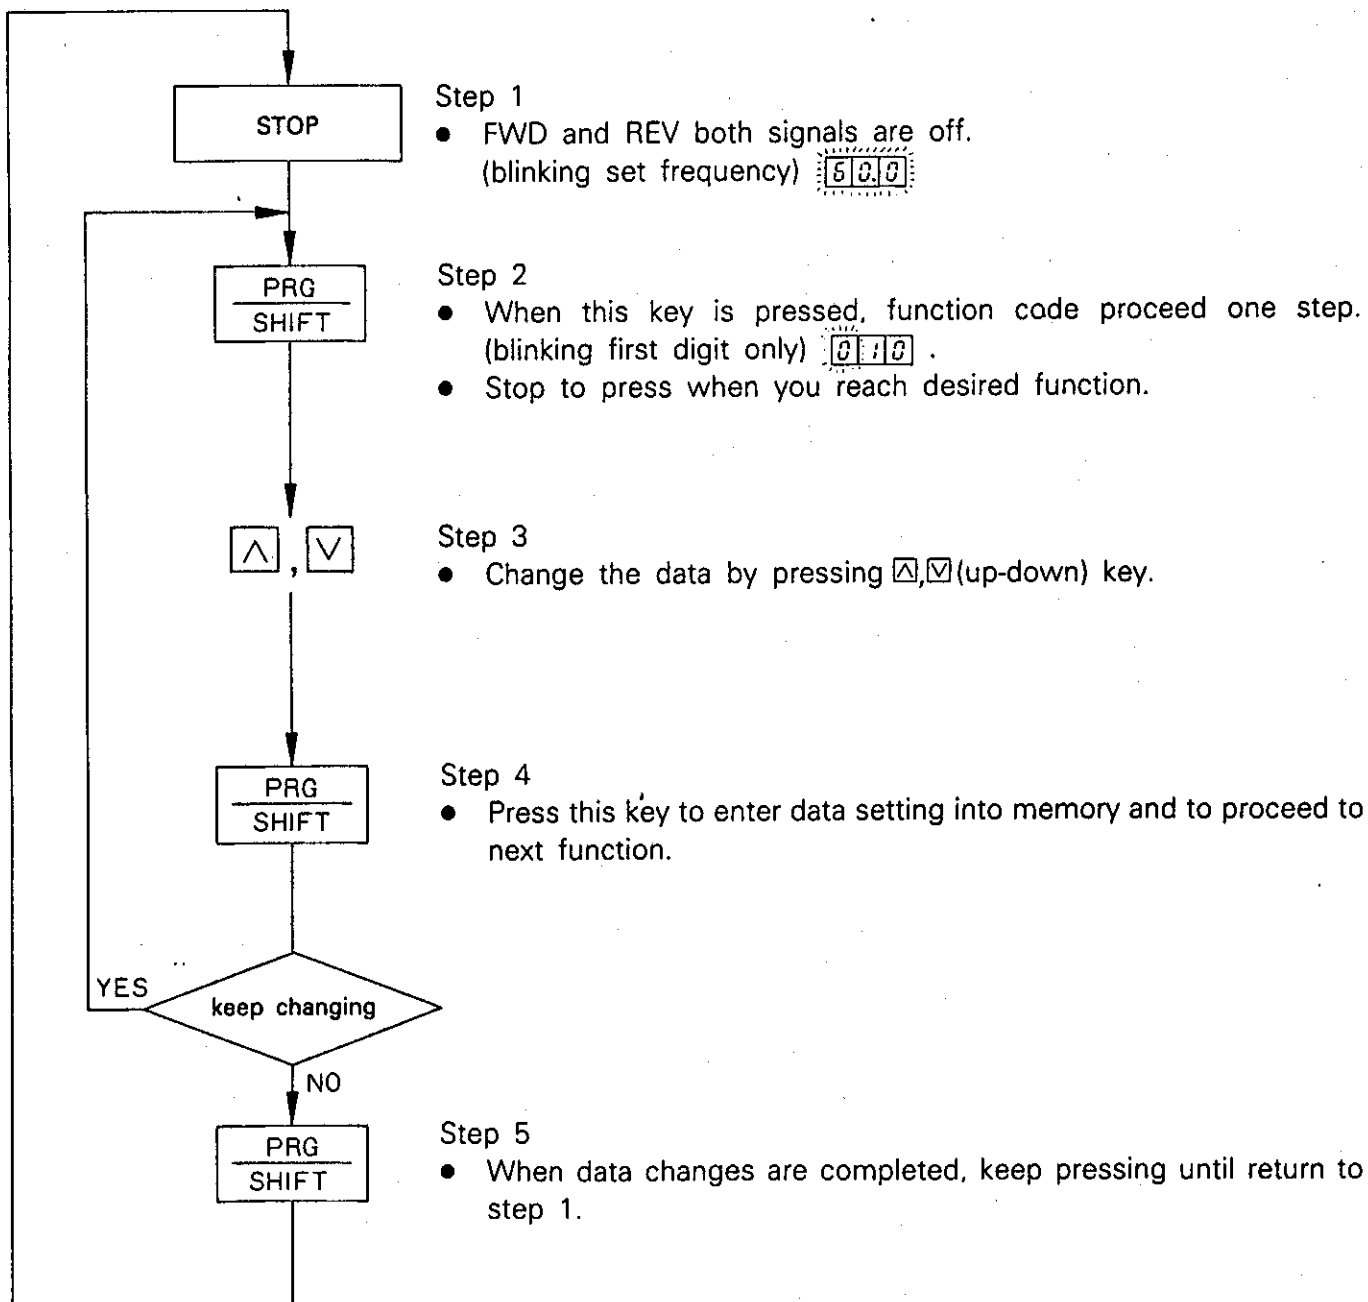 STOP
Step 1
● FWD and REV both signals are off.
(blinking set frequency) 60.0
PRG
SHIFT
Step 2
● When this key is pressed, function code proceed one step.
(blinking first digit only) 010 .
● Stop to press when you reach desired function.
∧ , ∨
Step 3
● Change the data by pressing ∧,∨ (up-down) key.
PRG
SHIFT
Step 4
● Press this key to enter data setting into memory and to proceed to
next function.
YES
keep changing
NO
PRG
SHIFT
Step 5
● When data changes are completed, keep pressing until return to
step 1.